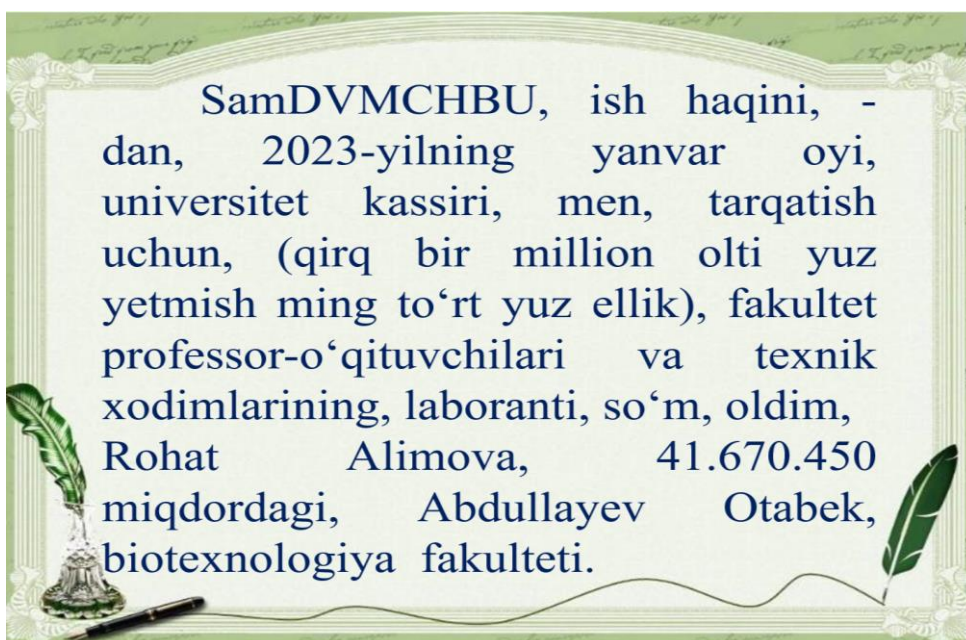 SamDVMCHBU, ish haqini, -
dan, 2023-yilning yanvar oyi,
universitet kassiri, men, tarqatish
uchun, (qirq bir million olti yuz
yetmish ming to‘rt yuz ellik), fakultet
professor-o‘qituvchilari va texnik
xodimlarining, laboranti, so‘m, oldim,
Rohat Alimova, 41.670.450
miqdordagi, Abdullayev Otabek,
biotexnologiya fakulteti.